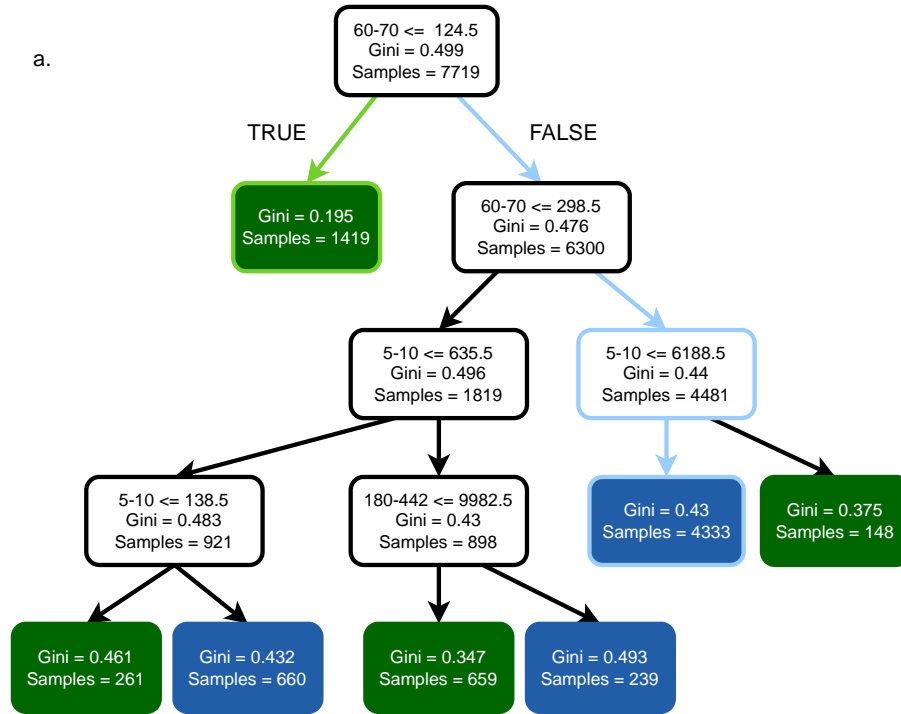 a.
60-70 <= 124.5
Gini = 0.499
Samples = 7719
TRUE
FALSE
Gini = 0.195
Samples = 1419
60-70 <= 298.5
Gini = 0.476
Samples = 6300
5-10 <= 635.5
Gini = 0.496
Samples = 1819
5-10 <= 6188.5
Gini = 0.44
Samples = 4481
5-10 <= 138.5
Gini = 0.483
Samples = 921
180-442 <= 9982.5
Gini = 0.43
Samples = 898
Gini = 0.43
Samples = 4333
Gini = 0.375
Samples = 148
Gini = 0.461
Samples = 261
Gini = 0.432
Samples = 660
Gini = 0.347
Samples = 659
Gini = 0.493
Samples = 239